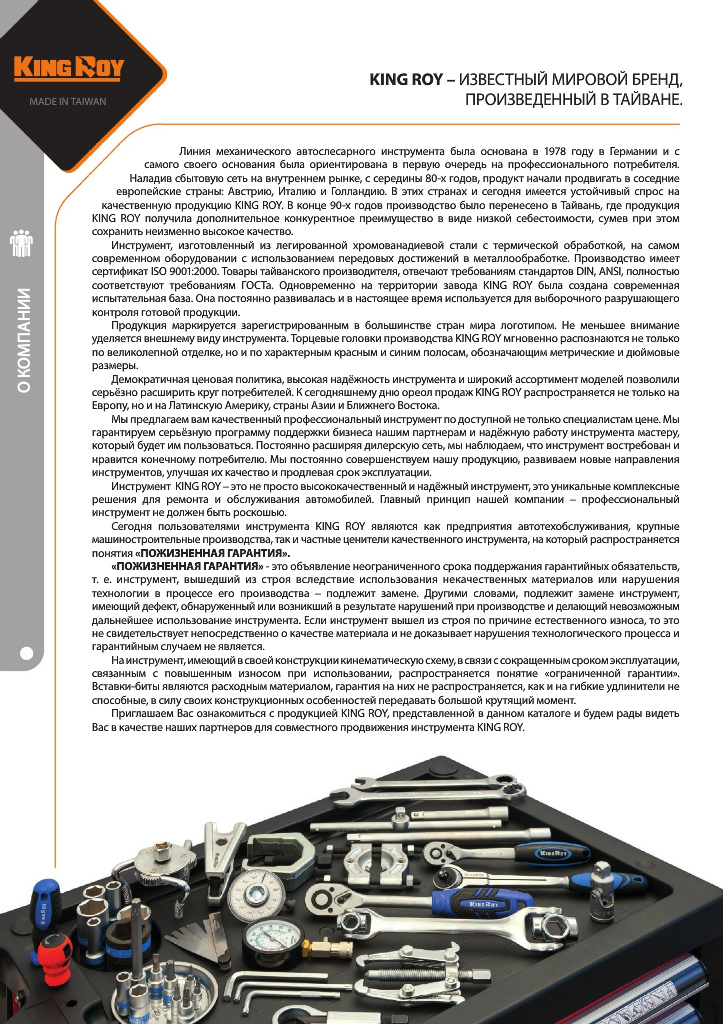 KING ROY
MADE IN TAIWAN
KING ROY – ИЗВЕСТНЫЙ МИРОВОЙ БРЕНД,
ПРОИЗВЕДЕННЫЙ В ТАЙВАНЕ.
О КОМПАНИИ
Линия механического автослесарного инструмента была основана в 1978 году в Германии и с
самого своего основания была ориентирована в первую очередь на профессионального потребителя.
Наладив сбытовую сеть на внутреннем рынке, с середины 80-х годов, продукт начали продвигать в соседние
европейские страны: Австрию, Италию и Голландию. В этих странах и сегодня имеется устойчивый спрос на
качественную продукцию KING ROY. В конце 90-х годов производство было перенесено в Тайвань, где продукция
KING ROY получила дополнительное конкурентное преимущество в виде низкой себестоимости, сумев при этом
сохранить неизменно высокое качество.
Инструмент, изготовленный из легированной хромованадиевой стали с термической обработкой, на самом
современном оборудовании с использованием передовых достижений в металлообработке. Производство имеет
сертификат ISO 9001:2000. Товары тайванского производителя, отвечают требованиям стандартов DIN, ANSI, полностью
соответствуют требованиям ГОСТа. Одновременно на территории завода KING ROY была создана современная
испытательная база. Она постоянно развивалась и в настоящее время используется для выборочного разрушающего
контроля готовой продукции.
Продукция маркируется зарегистрированным в большинстве стран мира логотипом. Не меньшее внимание
уделяется внешнему виду инструмента. Торцевые головки производства KING ROY мгновенно распознаются не только
по великолепной отделке, но и по характерным красным и синим полосам, обозначающим метрические и дюймовые
размеры.
Демократичная ценовая политика, высокая надёжность инструмента и широкий ассортимент моделей позволили
серьёзно расширить круг потребителей. К сегодняшнему дню ореол продаж KING ROY распространяется не только на
Европу, но и на Латинскую Америку, страны Азии и Ближнего Востока.
Мы предлагаем вам качественный профессиональный инструмент по доступной не только специалистам цене. Мы
гарантируем серьёзную программу поддержки бизнеса нашим партнерам и надёжную работу инструмента мастеру,
который будет им пользоваться. Постоянно расширяя дилерскую сеть, мы наблюдаем, что инструмент востребован и
нравится конечному потребителю. Мы постоянно совершенствуем нашу продукцию, развиваем новые направления
инструментов, улучшая их качество и продлевая срок эксплуатации.
Инструмент KING ROY – это не просто высококачественный и надёжный инструмент, это уникальные комплексные
решения для ремонта и обслуживания автомобилей. Главный принцип нашей компании – профессиональный
инструмент не должен быть роскошью.
Сегодня пользователями инструмента KING ROY являются как предприятия автотехобслуживания, крупные
машиностроительные производства, так и частные ценители качественного инструмента, на который распространяется
понятия «ПОЖИЗНЕННАЯ ГАРАНТИЯ».
«ПОЖИЗНЕННАЯ ГАРАНТИЯ» - это объявление неограниченного срока поддержания гарантийных обязательств,
т. е. инструмент, вышедший из строя вследствие использования некачественных материалов или нарушения
технологии в процессе его производства – подлежит замене. Другими словами, подлежит замене инструмент,
имеющий дефект, обнаруженный или возникший в результате нарушений при производстве и делающий невозможным
дальнейшее использование инструмента. Если инструмент вышел из строя по причине естественного износа, то это
не свидетельствует непосредственно о качестве материала и не доказывает нарушения технологического процесса и
гарантийным случаем не является.
На инструмент, имеющий в своей конструкции кинематическую схему, в связи с сокращенным сроком эксплуатации,
связанным с повышенным износом при использовании, распространяется понятие «ограниченной гарантии».
Вставки-биты являются расходным материалом, гарантия на них не распространяется, как и на гибкие удлинители не
способные, в силу своих конструкционных особенностей передавать большой крутящий момент.
Приглашаем Вас ознакомиться с продукцией KING ROY, представленной в данном каталоге и будем рады видеть
Вас в качестве наших партнеров для совместного продвижения инструмента KING ROY.
KING ROY
KING ROY